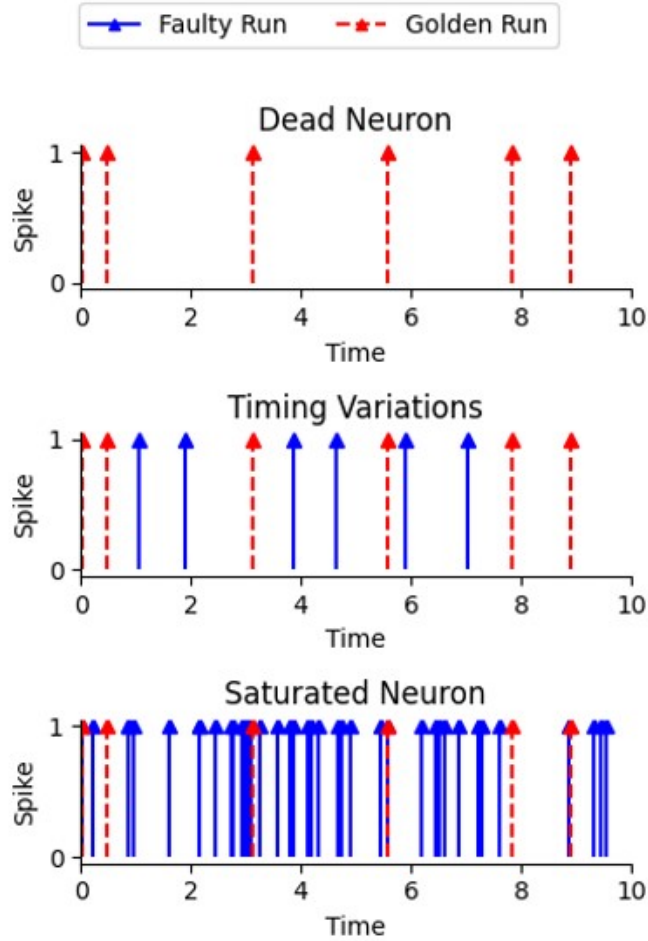 Faulty Run Golden Run
Dead Neuron
1
Spike
0
0 2 4 6 8 10
Time
Timing Variations
1
Spike
0
0 2 4 6 8 10
Time
Saturated Neuron
1
Spike
0
0 2 4 6 8 10
Time